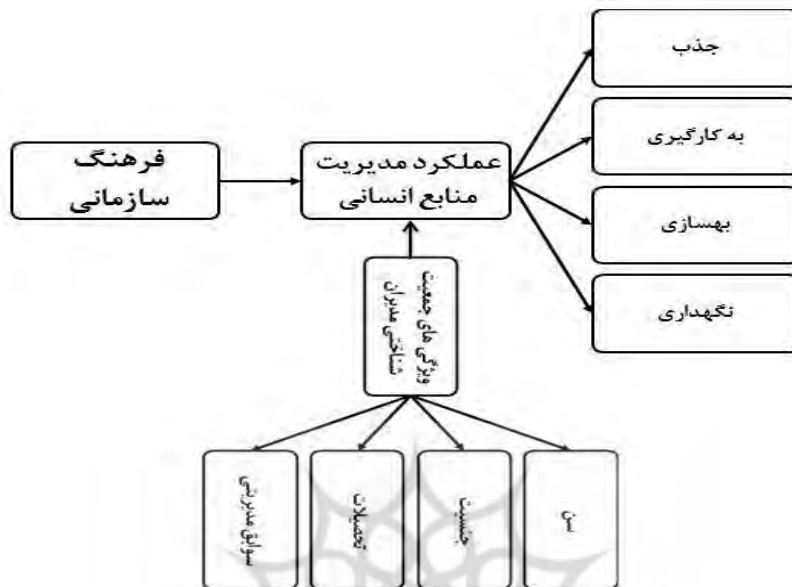 جذب
به کارگیری
بهسازی
نگهداری
عملکرد مدیریت
منابع انسانی
فرهنگ
سازمانی
ویژگی های جمعیت
شناختی مدیران
سن
جنسیت
تحصیلات
سوابق مدیریتی